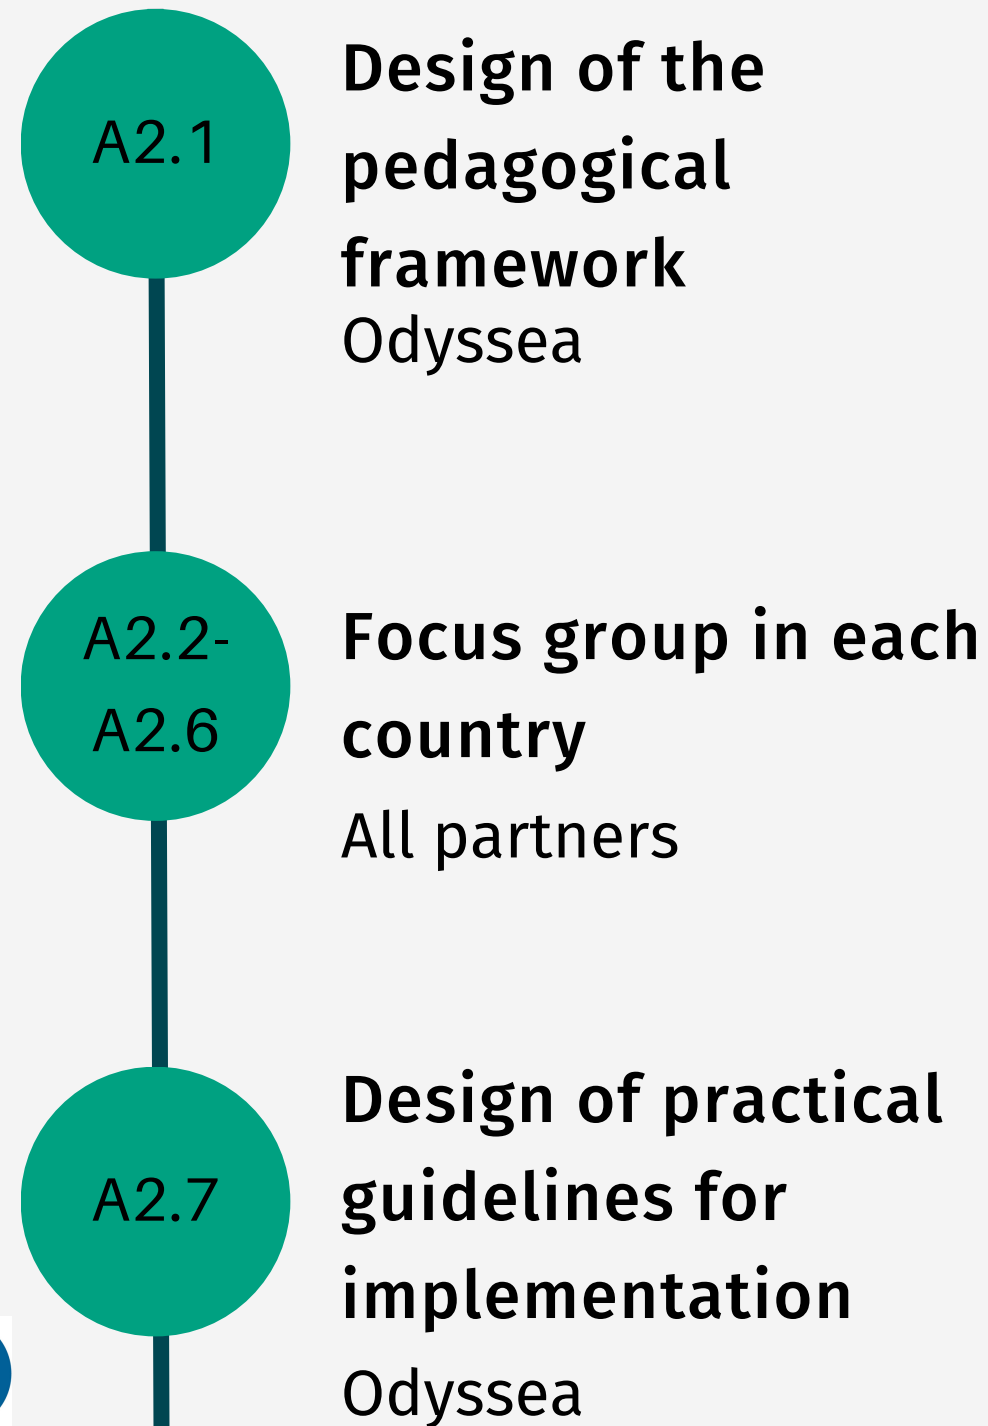 A2.1
Design of the
pedagogical
framework
Odyssea
A2.2-
A2.6
Focus group in each
country
All partners
A2.7
Design of practical
guidelines for
implementation
Odyssea